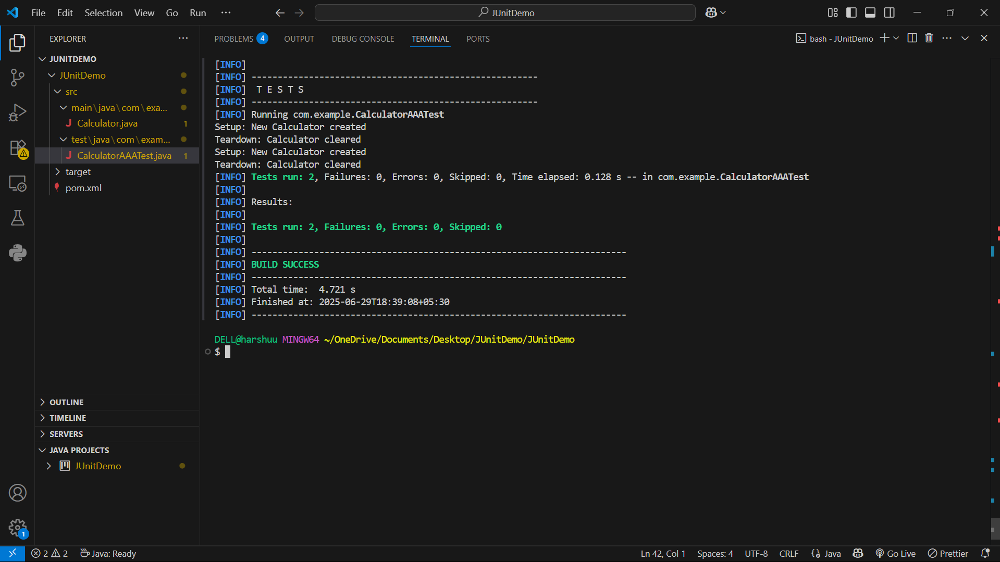 File Edit Selection View Go Run ··· JUnitDemo
EXPLORER ···
JUNITDEMO
JUnitDemo
src
main\java\com\exa...
Calculator.java 1
test\java\com\exam...
CalculatorAAATest.java 1
target
pom.xml
OUTLINE
TIMELINE
SERVERS
JAVA PROJECTS
JUnitDemo
1
PROBLEMS 4 OUTPUT DEBUG CONSOLE TERMINAL PORTS bash - JUnitDemo ···
[INFO]
[INFO] -------------------------------------------------------
[INFO]  T E S T S
[INFO] -------------------------------------------------------
[INFO] Running com.example.CalculatorAAATest
Setup: New Calculator created
Teardown: Calculator cleared
Setup: New Calculator created
Teardown: Calculator cleared
[INFO] Tests run: 2, Failures: 0, Errors: 0, Skipped: 0, Time elapsed: 0.128 s -- in com.example.CalculatorAAATest
[INFO]
[INFO] Results:
[INFO]
[INFO] Tests run: 2, Failures: 0, Errors: 0, Skipped: 0
[INFO]
[INFO] ------------------------------------------------------------------------
[INFO] BUILD SUCCESS
[INFO] ------------------------------------------------------------------------
[INFO] Total time:  4.721 s
[INFO] Finished at: 2025-06-29T18:39:08+05:30
[INFO] ------------------------------------------------------------------------
DELL@harshuu MINGW64 ~/OneDrive/Documents/Desktop/JUnitDemo/JUnitDemo
$
2 2 Java: Ready Ln 42, Col 1 Spaces: 4 UTF-8 CRLF Java Go Live Prettier